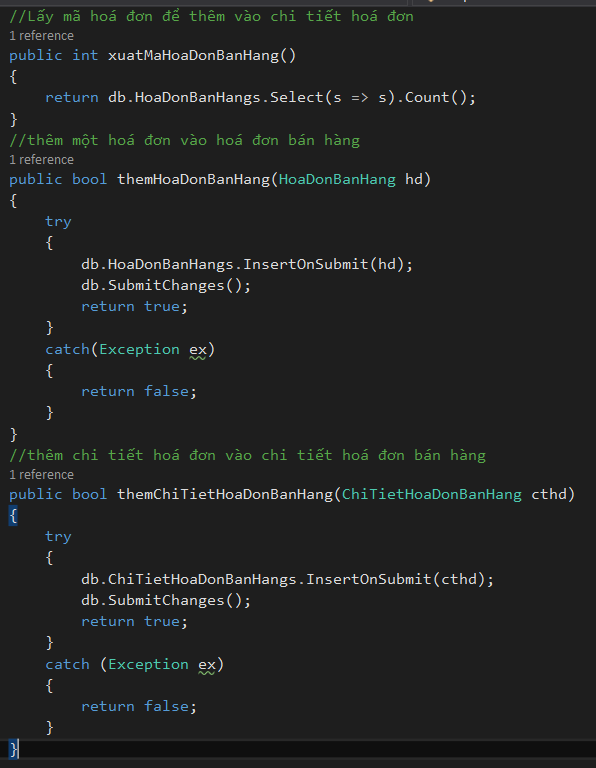 //Lấy mã hoá đơn để thêm vào chi tiết hoá đơn
1 reference
public int xuatMaHoaDonBanHang()
{
    return db.HoaDonBanHangs.Select(s => s).Count();
}
//thêm một hoá đơn vào hoá đơn bán hàng
1 reference
public bool themHoaDonBanHang(HoaDonBanHang hd)
{
    try
    {
        db.HoaDonBanHangs.InsertOnSubmit(hd);
        db.SubmitChanges();
        return true;
    }
    catch(Exception ex)
    {
        return false;
    }
}
//thêm chi tiết hoá đơn vào chi tiết hoá đơn bán hàng
1 reference
public bool themChiTietHoaDonBanHang(ChiTietHoaDonBanHang cthd)
{
    try
    {
        db.ChiTietHoaDonBanHangs.InsertOnSubmit(cthd);
        db.SubmitChanges();
        return true;
    }
    catch (Exception ex)
    {
        return false;
    }
}